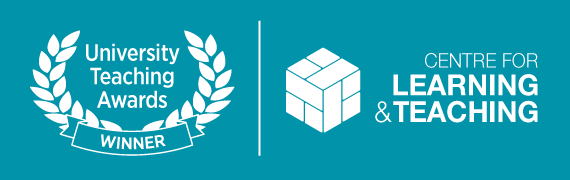 University
Teaching
Awards
WINNER
CENTRE FOR
LEARNING
&TEACHING